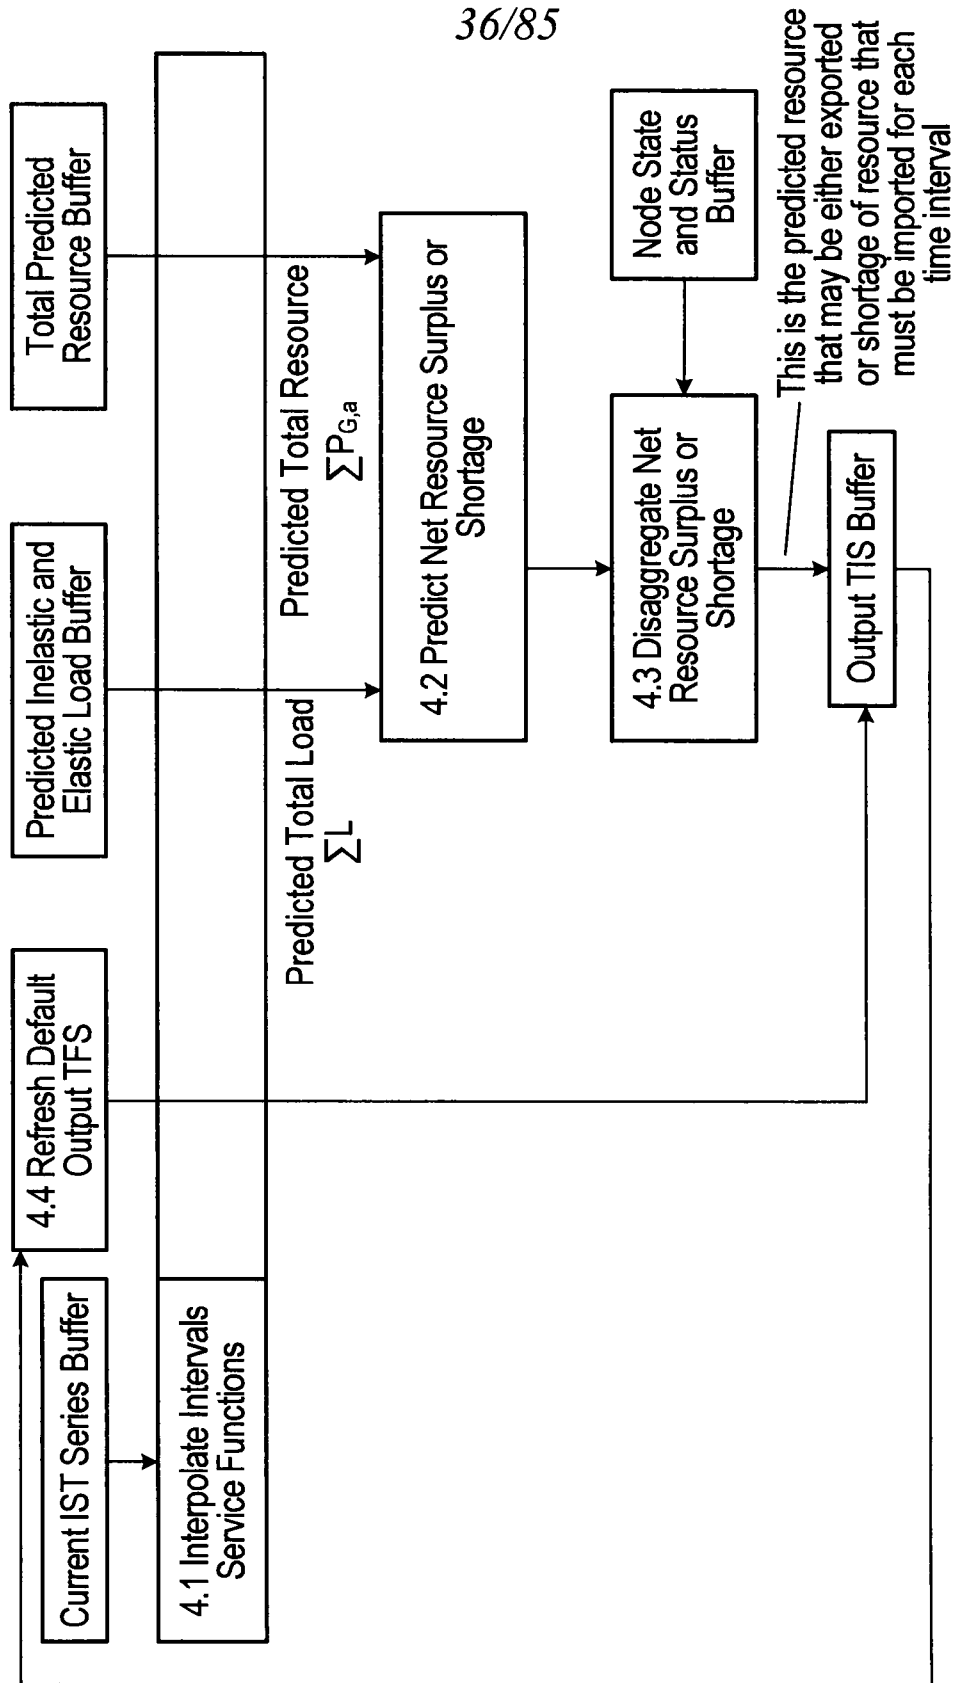 36/85
Current IST Series Buffer
4.4 Refresh Default
Output TFS
Predicted Inelastic and
Elastic Load Buffer
Total Predicted
Resource Buffer
4.1 Interpolate Intervals
Service Functions
Predicted Total Load
ΣL
Predicted Total Resource
ΣPG,a
4.2 Predict Net Resource Surplus or
Shortage
4.3 Disaggregate Net
Resource Surplus or
Shortage
Node State
and Status
Buffer
This is the predicted resource
that may be either exported
or shortage of resource that
must be imported for each
time interval
Output TIS Buffer